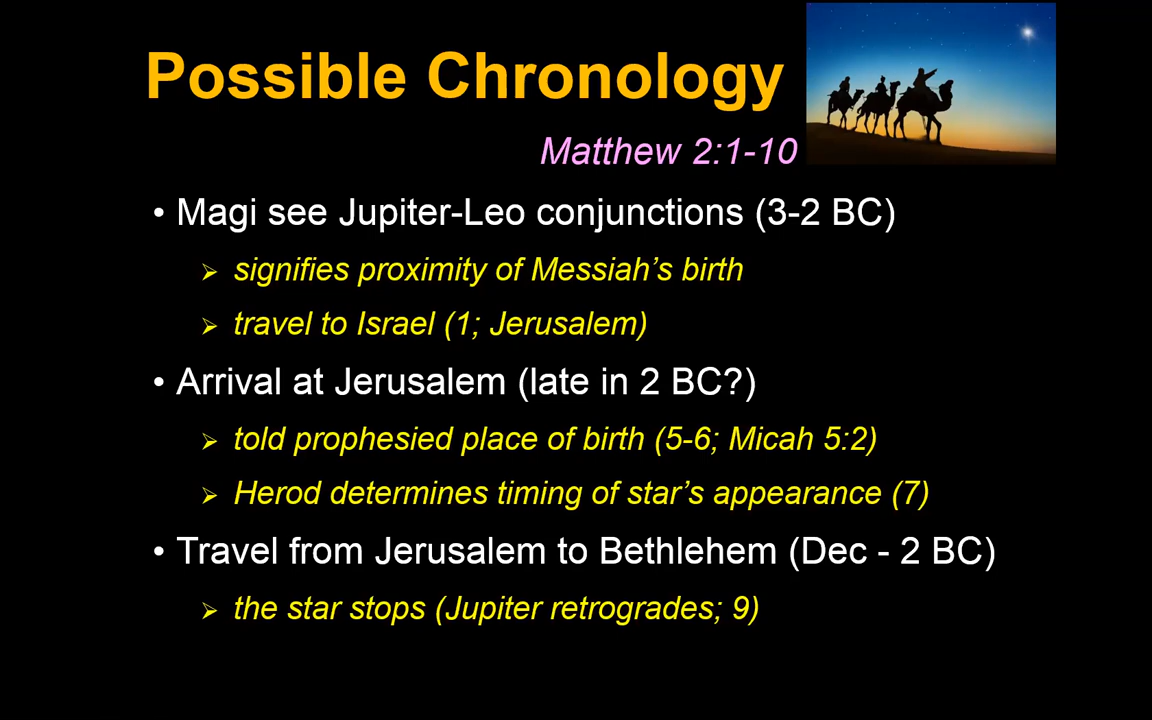 Possible Chronology
Matthew 2:1-10
• Magi see Jupiter-Leo conjunctions (3-2 BC)
➢ signifies proximity of Messiah’s birth
➢ travel to Israel (1; Jerusalem)
• Arrival at Jerusalem (late in 2 BC?)
➢ told prophesied place of birth (5-6; Micah 5:2)
➢ Herod determines timing of star’s appearance (7)
• Travel from Jerusalem to Bethlehem (Dec - 2 BC)
➢ the star stops (Jupiter retrogrades; 9)